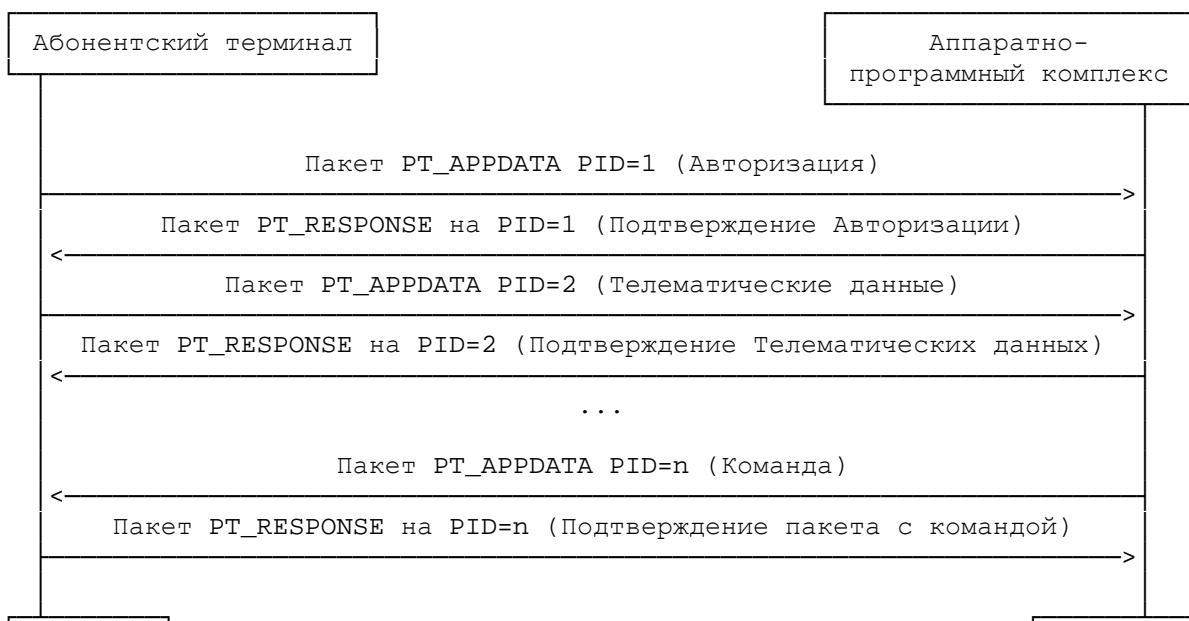 Абонентский терминал
Аппаратно-
программный комплекс
Пакет PT_APPDATA PID=1 (Авторизация)
Пакет PT_RESPONSE на PID=1 (Подтверждение Авторизации)
Пакет PT_APPDATA PID=2 (Телематические данные)
Пакет PT_RESPONSE на PID=2 (Подтверждение Телематических данных)
...
Пакет PT_APPDATA PID=n (Команда)
Пакет PT_RESPONSE на PID=n (Подтверждение пакета с командой)